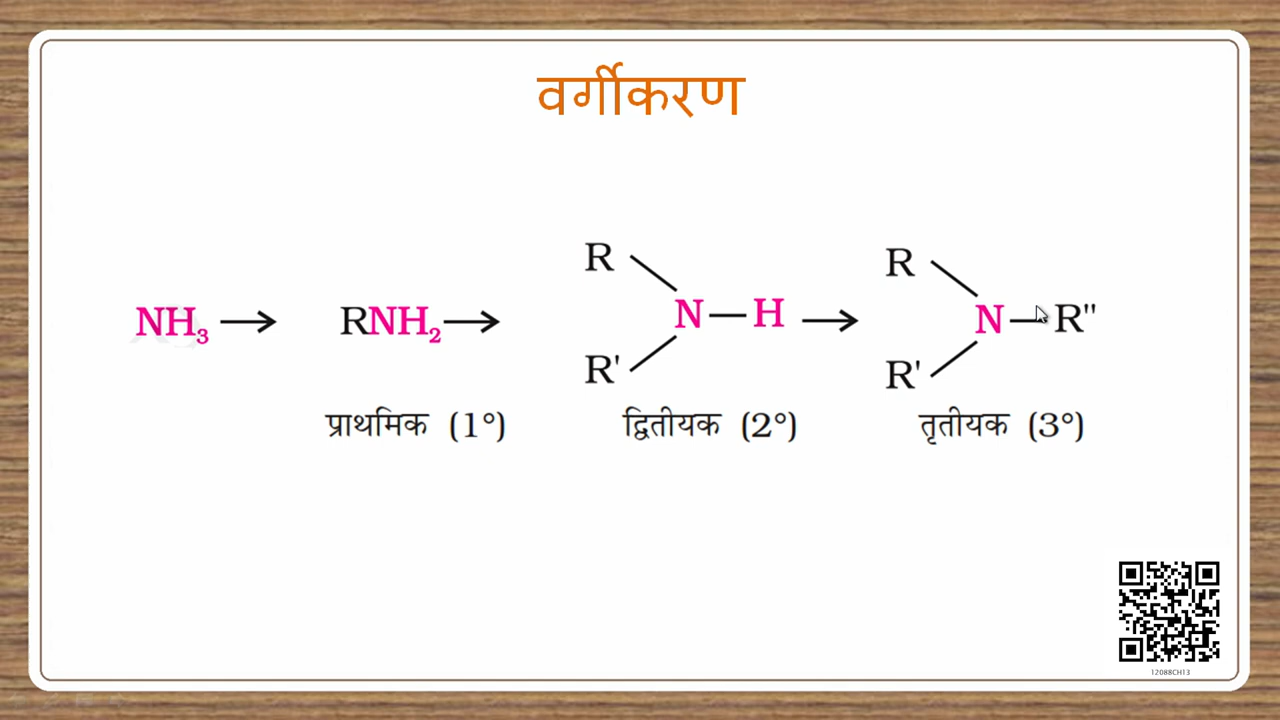 वर्गीकरण
NH₃ → RNH₂ → R R' N—H → R R' N—R"
प्राथमिक (1°) द्वितीयक (2°) तृतीयक (3°)
12088CH13